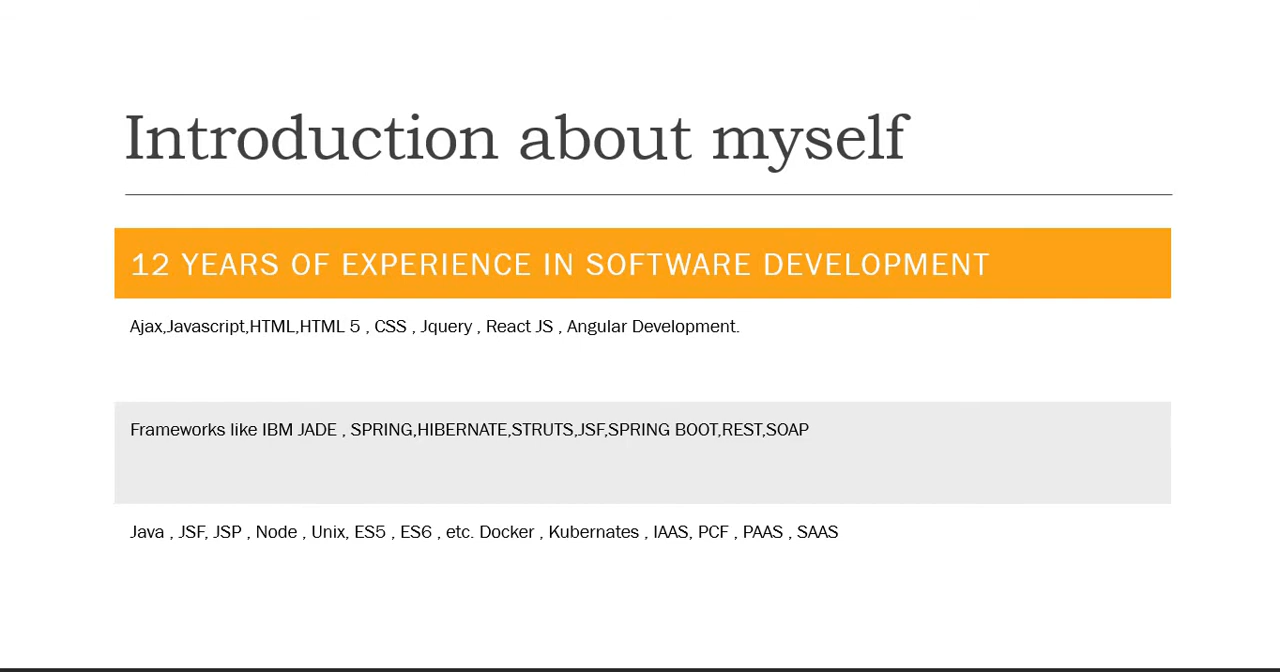 Introduction about myself
12 YEARS OF EXPERIENCE IN SOFTWARE DEVELOPMENT
Ajax,Javascript,HTML,HTML 5 , CSS , Jquery , React JS , Angular Development.
Frameworks like IBM JADE , SPRING,HIBERNATE,STRUTS,JSF,SPRING BOOT,REST,SOAP
Java , JSF, JSP , Node , Unix, ES5 , ES6 , etc. Docker , Kubernates , IAAS, PCF , PAAS , SAAS